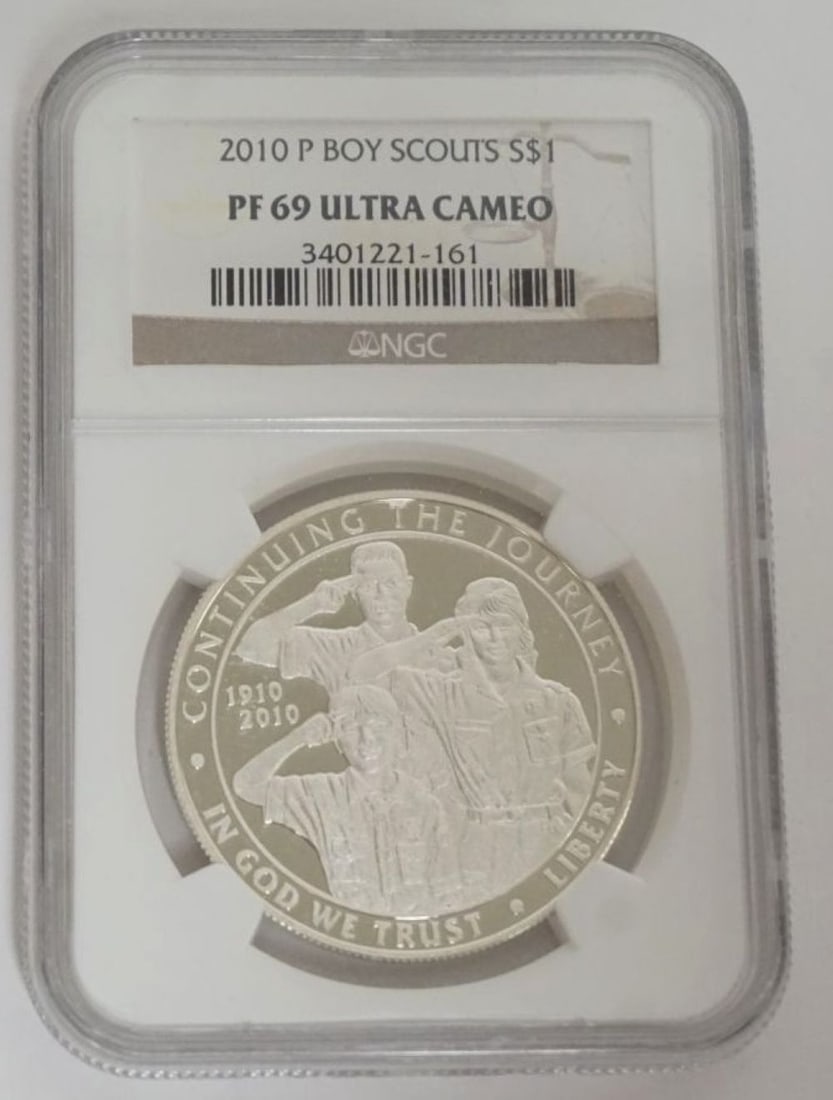 2010 P BOY SCOUTS S$1
PF 69 ULTRA CAMEO
3401221-161
NGC
CONTINUING THE JOURNEY
1910
2010
IN GOD WE TRUST
LIBERTY